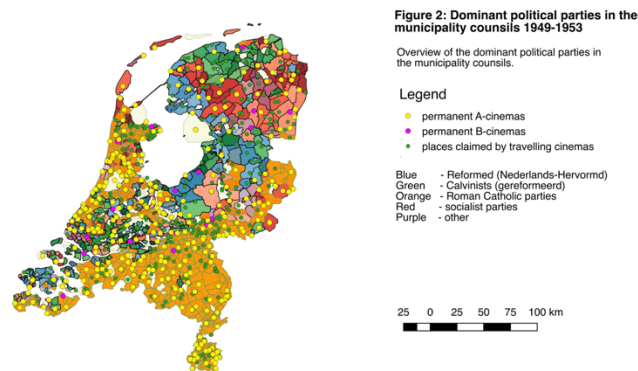 Figure 2: Dominant political parties in the
municipality counsils 1949-1953
Overview of the dominant political parties in
the municipality counsils.
Legend
permanent A-cinemas
permanent B-cinemas
places claimed by travelling cinemas
Blue - Reformed (Nederlands-Hervormd)
Green - Calvinists (gereformeerd)
Orange - Roman Catholic parties
Red - socialist parties
Purple - other
25 0 25 50 75 100 km